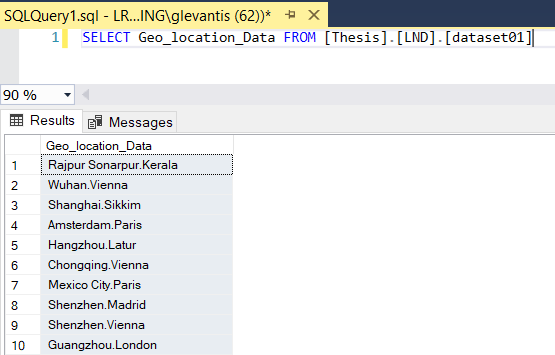 SQLQuery1.sql - LR...ING\glevantis (62))*
1 SELECT Geo_location_Data FROM [Thesis].[LND].[dataset01]
90 %
Results Messages
Geo_location_Data
1 Rajpur Sonarpur.Kerala
2 Wuhan.Vienna
3 Shanghai.Sikkim
4 Amsterdam.Paris
5 Hangzhou.Latur
6 Chongqing.Vienna
7 Mexico City.Paris
8 Shenzhen.Madrid
9 Shenzhen.Vienna
10 Guangzhou.London